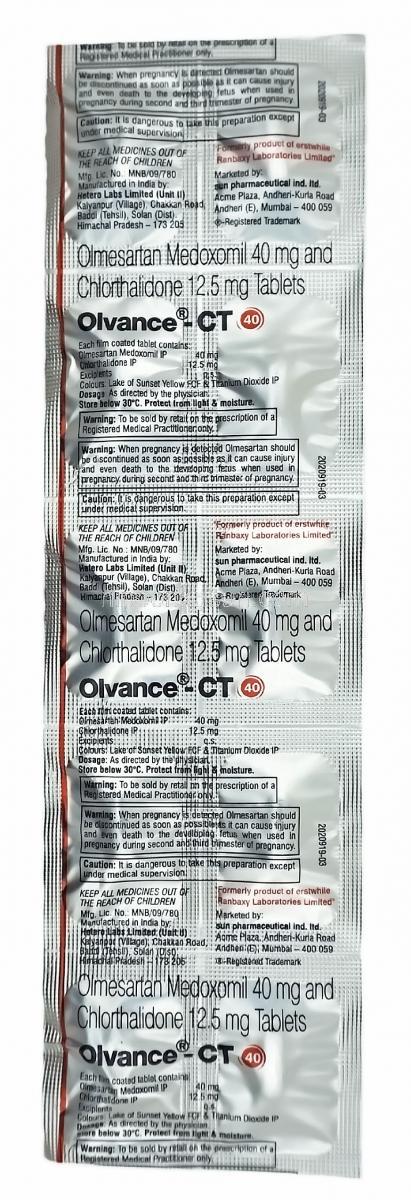 Warning: To be sold by retail on the prescription of a
Registered Medical Practitioner only.
Warning: When pregnancy is detected Olmesartan should
be discontinued as soon as possible as it can cause injury
and even death to the developing fetus when used in
pregnancy during second and third trimester of pregnancy.
Caution: It is dangerous to take this preparation except
under medical supervision.
2020919-03
KEEP ALL MEDICINES OUT OF
THE REACH OF CHILDREN
Mfg. Lic. No.: MNB/09/780
Manufactured in India by:
Hetero Labs Limited (Unit II)
Kalyanpur (Village), Chakkan Road,
Baddi (Tehsil), Solan (Dist).
Himachal Pradesh - 173 205
"Formerly product of erstwhile
Ranbaxy Laboratories Limited"
Marketed by:
sun pharmaceutical ind. ltd.
Acme Plaza, Andheri-Kurla Road
Andheri (E), Mumbai – 400 059
®-Registered Trademark
Olmesartan Medoxomil 40 mg and
Chlorthalidone 12.5 mg Tablets
Olvance®-CT 40
Each film coated tablet contains:
Olmesartan Medoxomil IP 40 mg
Chlorthalidone IP 12.5 mg
Excipients q.s.
Colours: Lake of Sunset Yellow FCF & Titanium Dioxide IP
Dosage: As directed by the physician.
Store below 30°C. Protect from light & moisture.
Warning: To be sold by retail on the prescription of a
Registered Medical Practitioner only.
Warning: When pregnancy is detected Olmesartan should
be discontinued as soon as possible as it can cause injury
and even death to the developing fetus when used in
pregnancy during second and third trimester of pregnancy.
Caution: It is dangerous to take this preparation except
under medical supervision.
2020919-03
KEEP ALL MEDICINES OUT OF
THE REACH OF CHILDREN
Mfg. Lic. No.: MNB/09/780
Manufactured in India by:
Hetero Labs Limited (Unit II)
Kalyanpur (Village), Chakkan Road,
Baddi (Tehsil), Solan (Dist).
Himachal Pradesh - 173 205
"Formerly product of erstwhile
Ranbaxy Laboratories Limited"
Marketed by:
sun pharmaceutical ind. ltd.
Acme Plaza, Andheri-Kurla Road
Andheri (E), Mumbai – 400 059
®-Registered Trademark
Olmesartan Medoxomil 40 mg and
Chlorthalidone 12.5 mg Tablets
Olvance®-CT 40
Each film coated tablet contains:
Olmesartan Medoxomil IP 40 mg
Chlorthalidone IP 12.5 mg
Excipients q.s.
Colours: Lake of Sunset Yellow FCF & Titanium Dioxide IP
Dosage: As directed by the physician.
Store below 30°C. Protect from light & moisture.
Warning: To be sold by retail on the prescription of a
Registered Medical Practitioner only.
Warning: When pregnancy is detected Olmesartan should
be discontinued as soon as possible as it can cause injury
and even death to the developing fetus when used in
pregnancy during second and third trimester of pregnancy.
Caution: It is dangerous to take this preparation except
under medical supervision.
2020919-03
KEEP ALL MEDICINES OUT OF
THE REACH OF CHILDREN
Mfg. Lic. No.: MNB/09/780
Manufactured in India by:
Hetero Labs Limited (Unit II)
Kalyanpur (Village), Chakkan Road,
Baddi (Tehsil), Solan (Dist).
Himachal Pradesh - 173 205
"Formerly product of erstwhile
Ranbaxy Laboratories Limited"
Marketed by:
sun pharmaceutical ind. ltd.
Acme Plaza, Andheri-Kurla Road
Andheri (E), Mumbai – 400 059
®-Registered Trademark
Olmesartan Medoxomil 40 mg and
Chlorthalidone 12.5 mg Tablets
Olvance®-CT 40
Each film coated tablet contains:
Olmesartan Medoxomil IP 40 mg
Chlorthalidone IP 12.5 mg
Excipients q.s.
Colours: Lake of Sunset Yellow FCF & Titanium Dioxide IP
Dosage: As directed by the physician.
Store below 30°C. Protect from light & moisture.
Warning: To be sold by retail on the prescription of a
Registered Medical Practitioner only.